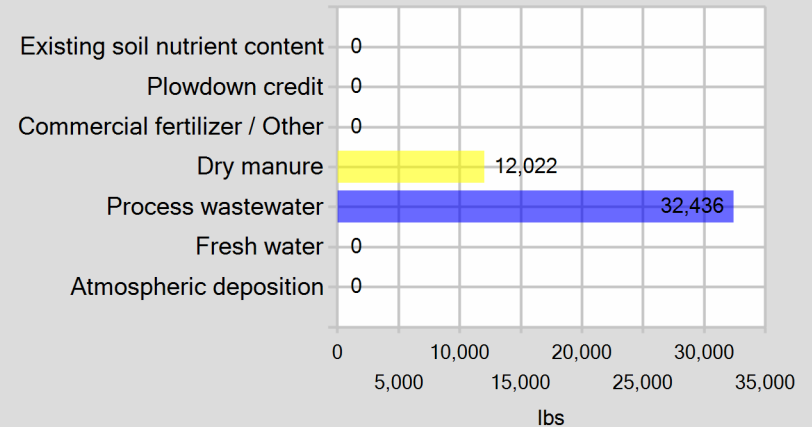 Existing soil nutrient content 0
Plowdown credit 0
Commercial fertilizer / Other 0
Dry manure 12,022
Process wastewater 32,436
Fresh water 0
Atmospheric deposition 0
0 10,000 20,000 30,000
5,000 15,000 25,000 35,000
lbs